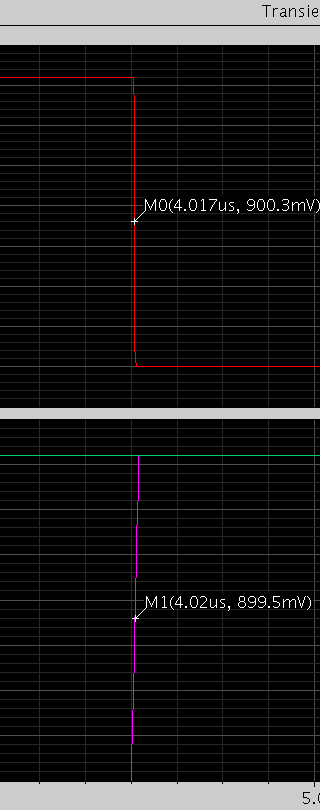 Transie
M0(4.017us, 900.3mV)
M1(4.02us, 899.5mV)
5.0